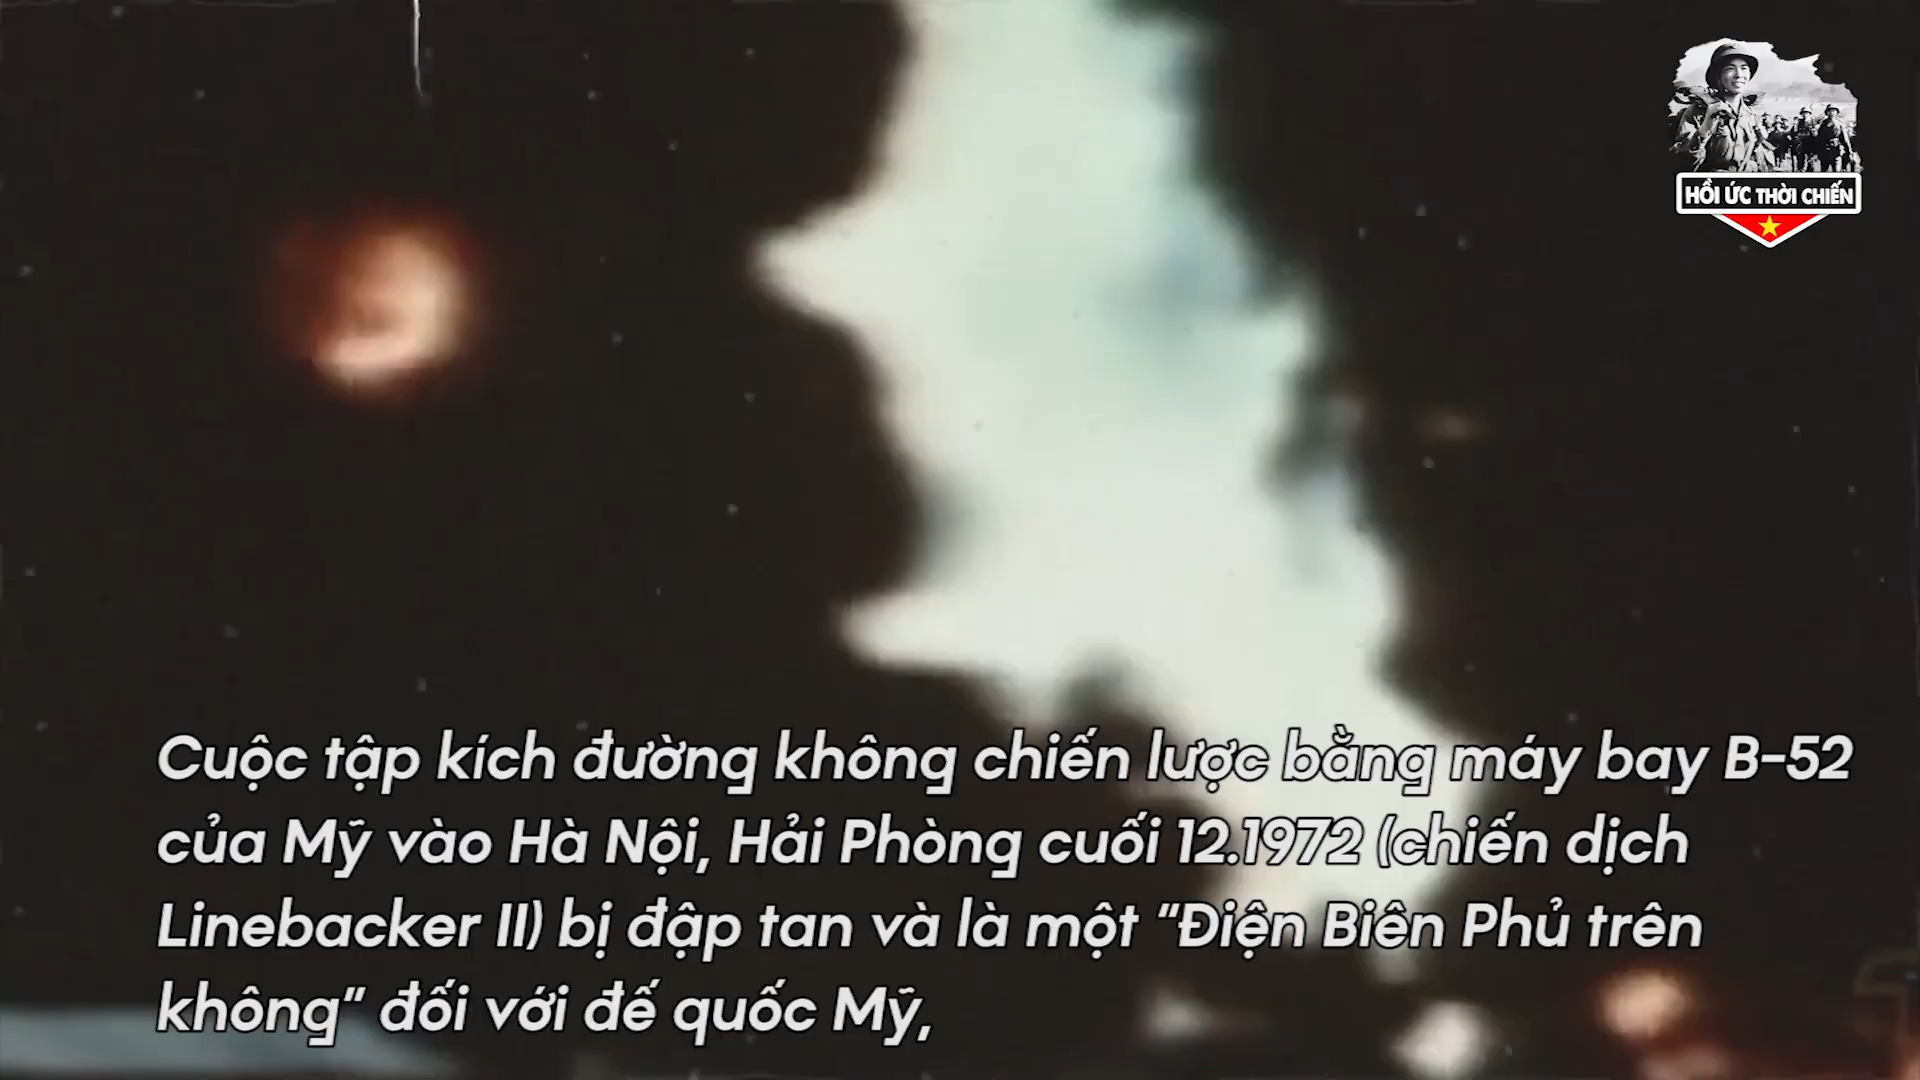 HỒI ỨC THỜI CHIẾN
Cuộc tập kích đường không chiến lược bằng máy bay B-52
của Mỹ vào Hà Nội, Hải Phòng cuối 12.1972 (chiến dịch
Linebacker II) bị đập tan và là một “Điện Biên Phủ trên
không” đối với đế quốc Mỹ,